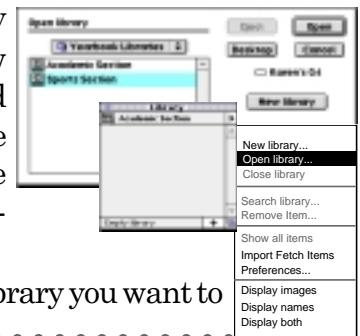 Open library
Eject
Open
Yearbook Libraries
Desktop
Cancel
Academic Section
Sports Section
Karen's Qd
New library
Library
Academic Section
Empty library
New library...
Open library...
Close library
Search library...
Remove Item...
Show all items
Import Fetch Items
Preferences...
Display images
Display names
Display both
brary you want to